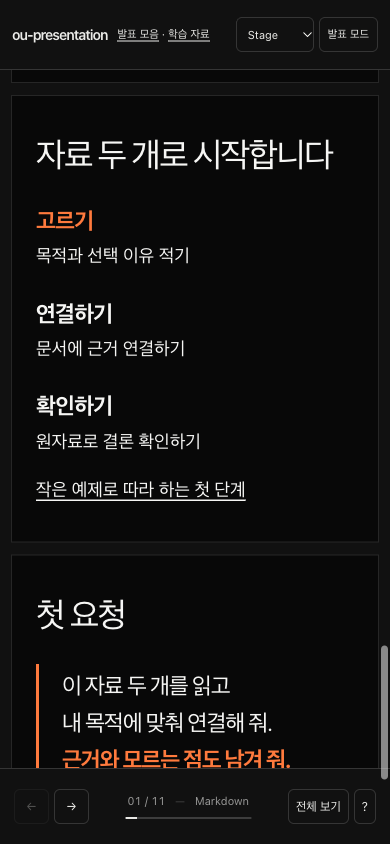 ou-presentation 발표 모음 · 학습 자료 Stage 발표 모드
자료 두 개로 시작합니다
고르기
목적과 선택 이유 적기
연결하기
문서에 근거 연결하기
확인하기
원자료로 결론 확인하기
작은 예제로 따라 하는 첫 단계
첫 요청
이 자료 두 개를 읽고
내 목적에 맞춰 연결해 줘.
근거와 모르는 점도 남겨 줘.
← → 01 / 11 — Markdown 전체 보기 ?